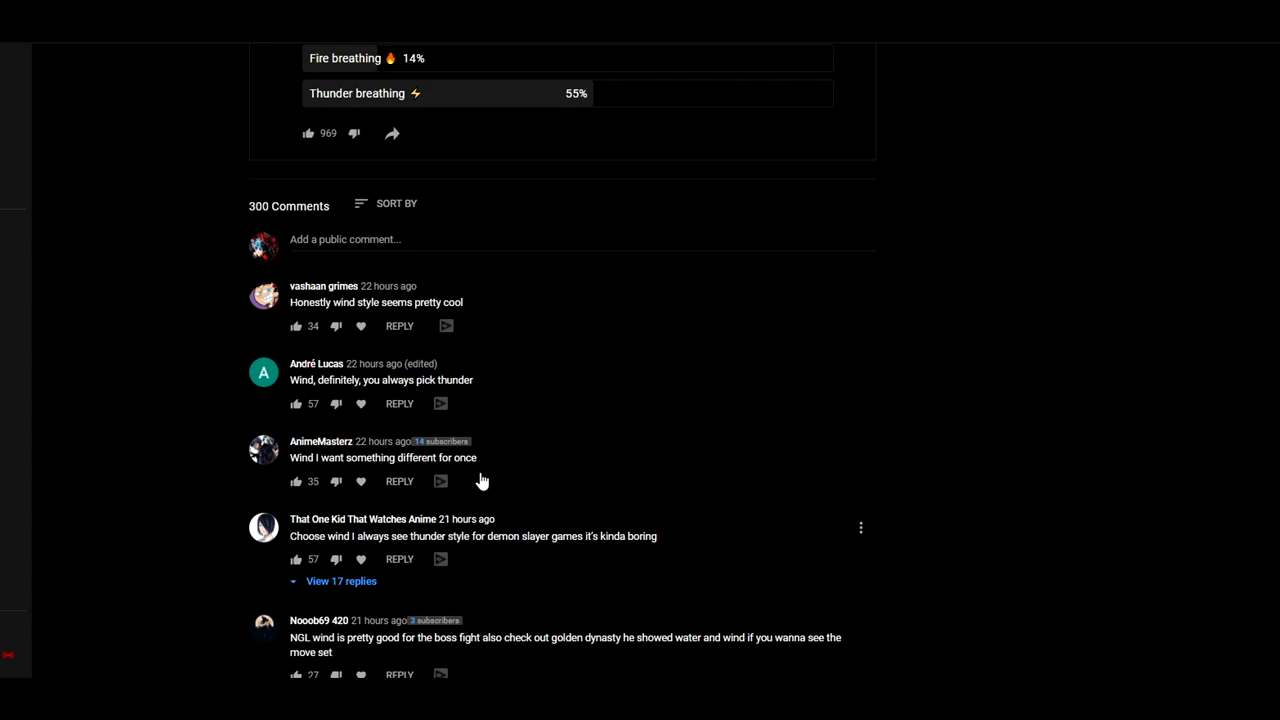 Fire breathing 🔥 14%
Thunder breathing ⚡ 55%
969
300 Comments SORT BY
Add a public comment...
vashaan grimes 22 hours ago
Honestly wind style seems pretty cool
34 REPLY
André Lucas 22 hours ago (edited)
A
Wind, definitely, you always pick thunder
57 REPLY
AnimeMasterz 22 hours ago 14 subscribers
Wind I want something different for once
35 REPLY
That One Kid That Watches Anime 21 hours ago
Choose wind I always see thunder style for demon slayer games it's kinda boring
57 REPLY
View 17 replies
Nooob69 420 21 hours ago 3 subscribers
NGL wind is pretty good for the boss fight also check out golden dynasty he showed water and wind if you wanna see the
move set
27 REPLY